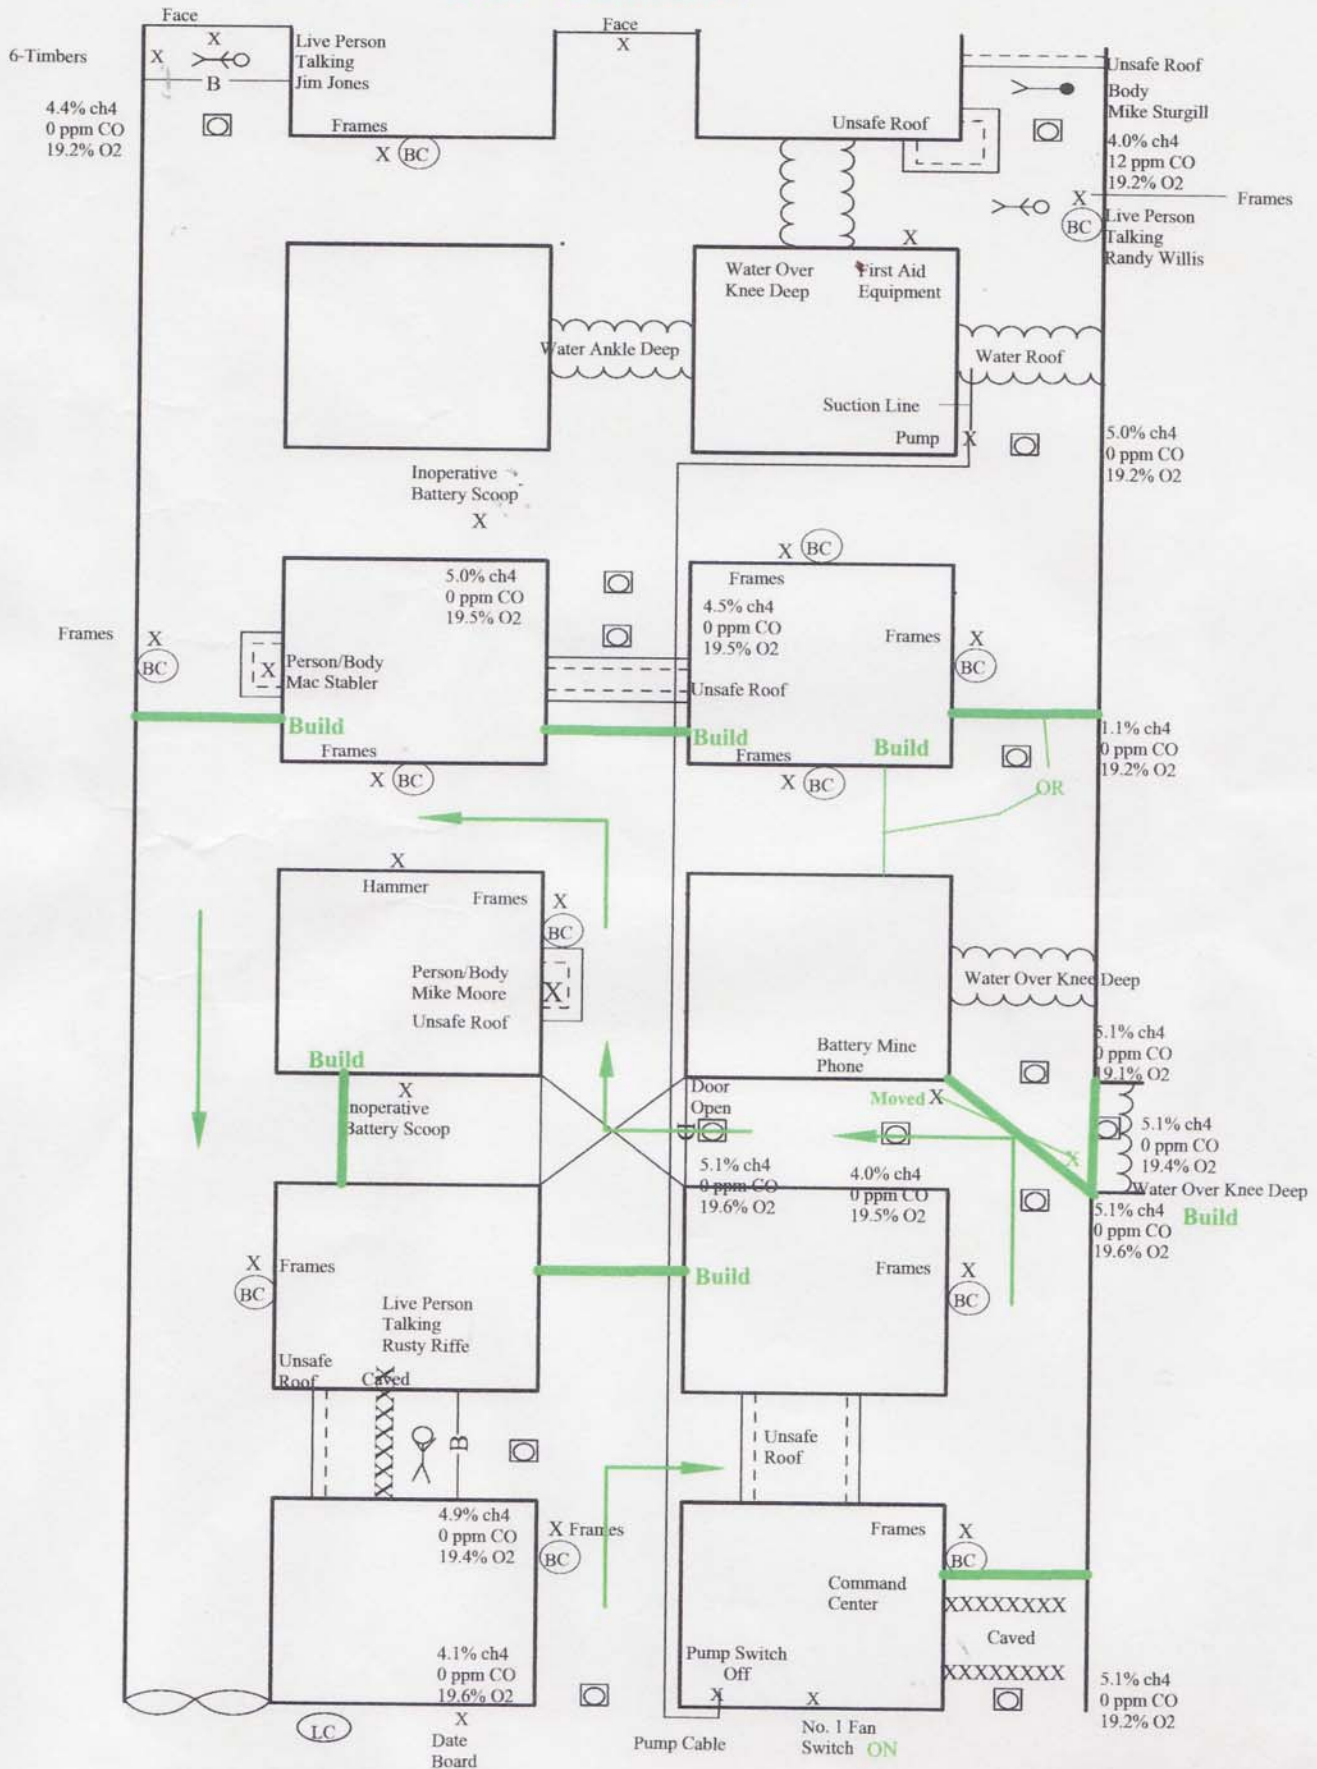 Face
Face
6-Timbers
X
X
Live Person
Talking
Jim Jones
B
X
Unsafe Roof
Body
Mike Sturgill
4.4% ch4
0 ppm CO
19.2% O2
Frames
X BC
Unsafe Roof
4.0% ch4
12 ppm CO
19.2% O2
X
Frames
BC
Live Person
Talking
Randy Willis
X
Water Over
Knee Deep
First Aid
Equipment
Water Ankle Deep
Water Roof
Suction Line
Pump X
5.0% ch4
0 ppm CO
19.2% O2
Inoperative
Battery Scoop
X
X BC
5.0% ch4
0 ppm CO
19.5% O2
Frames
4.5% ch4
0 ppm CO
19.5% O2
Frames X
BC
Frames X
BC
X Person/Body
Mac Stabler
Unsafe Roof
Build
Build
Build
Frames
X BC
Frames
X BC
1.1% ch4
0 ppm CO
19.2% O2
OR
X
Hammer
Frames X
BC
Person/Body
Mike Moore
X
Unsafe Roof
Water Over Knee Deep
Build
Battery Mine
Phone
5.1% ch4
0 ppm CO
19.1% O2
X
Inoperative
Battery Scoop
Door
Open
D
Moved X
X
5.1% ch4
0 ppm CO
19.4% O2
5.1% ch4
0 ppm CO
19.6% O2
4.0% ch4
0 ppm CO
19.5% O2
Water Over Knee Deep
5.1% ch4
0 ppm CO
19.6% O2
Build
X Frames
BC
Build
Frames X
BC
Live Person
Talking
Rusty Riffe
Unsafe
Roof
Caved
XXXXXXXX
B
Unsafe
Roof
4.9% ch4
0 ppm CO
19.4% O2
X Frames
BC
Frames X
BC
Command
Center
XXXXXXXX
Caved
XXXXXXXX
4.1% ch4
0 ppm CO
19.6% O2
Pump Switch
Off
X
X
5.1% ch4
0 ppm CO
19.2% O2
LC
X
Date
Board
Pump Cable
No. 1 Fan
Switch ON